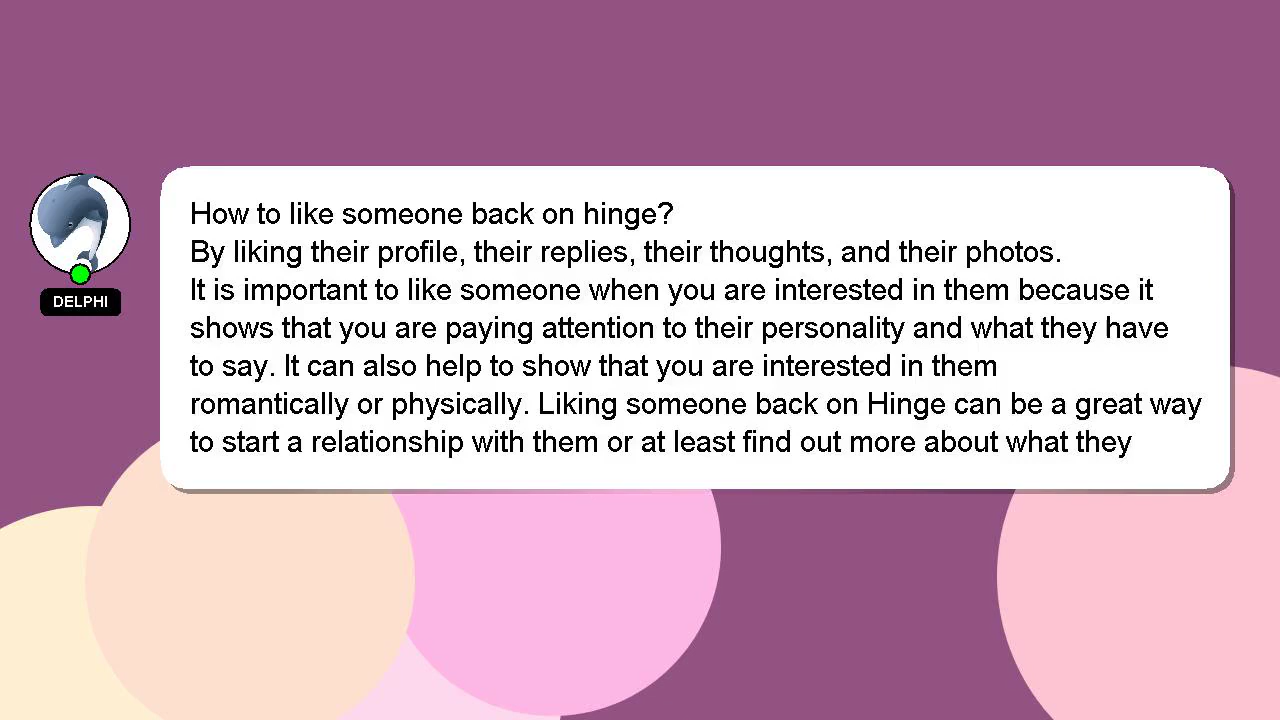 How to like someone back on hinge?
By liking their profile, their replies, their thoughts, and their photos.
It is important to like someone when you are interested in them because it
shows that you are paying attention to their personality and what they have
to say. It can also help to show that you are interested in them
romantically or physically. Liking someone back on Hinge can be a great way
to start a relationship with them or at least find out more about what they
DELPHI